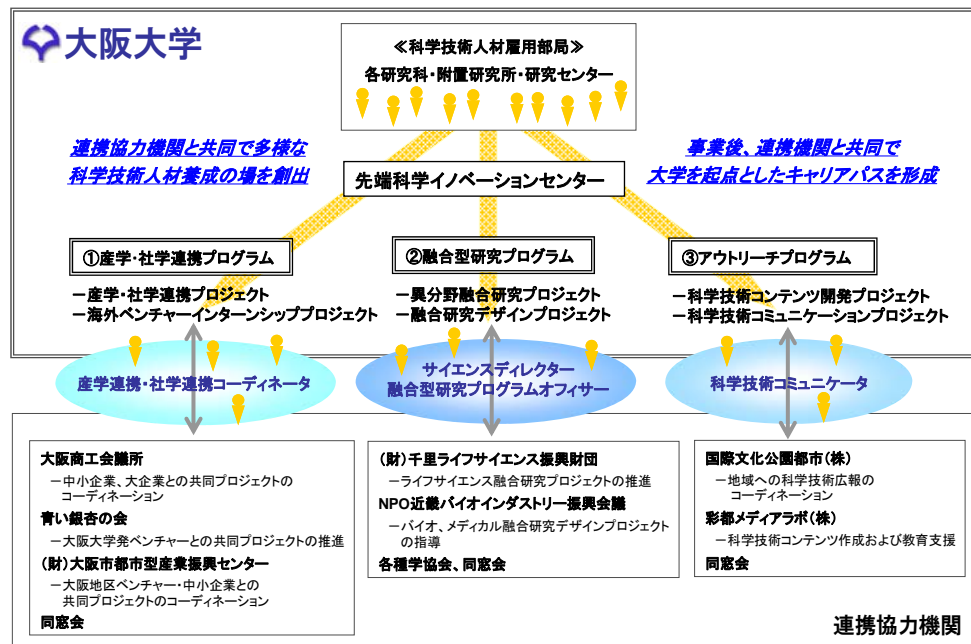 大阪大学
≪科学技術人材雇用部局≫
各研究科・附置研究所・研究センター
連携協力機関と共同で多様な
科学技術人材養成の場を創出
事業後、連携機関と共同で
大学を起点としたキャリアパスを形成
先端科学イノベーションセンター
①産学・社学連携プログラム
－産学・社学連携プロジェクト
－海外ベンチャーインターンシッププロジェクト
②融合型研究プログラム
－異分野融合研究プロジェクト
－融合研究デザインプロジェクト
③アウトリーチプログラム
－科学技術コンテンツ開発プロジェクト
－科学技術コミュニケーションプロジェクト
産学連携・社学連携コーディネータ
サイエンスディレクター
融合型研究プログラムオフィサー
科学技術コミュニケータ
大阪商工会議所
－中小企業、大企業との共同プロジェクトの
コーディネーション
青い銀杏の会
－大阪大学発ベンチャーとの共同プロジェクトの推進
(財)大阪市都市型産業振興センター
－大阪地区ベンチャー・中小企業との
共同プロジェクトのコーディネーション
同窓会
(財)千里ライフサイエンス振興財団
－ライフサイエンス融合研究プロジェクトの推進
NPO近畿バイオインダストリー振興会議
－バイオ、メディカル融合研究デザインプロジェクト
の指導
各種学協会、同窓会
国際文化公園都市(株)
－地域への科学技術広報の
コーディネーション
彩都メディアラボ(株)
－科学技術コンテンツ作成および教育支援
同窓会
連携協力機関